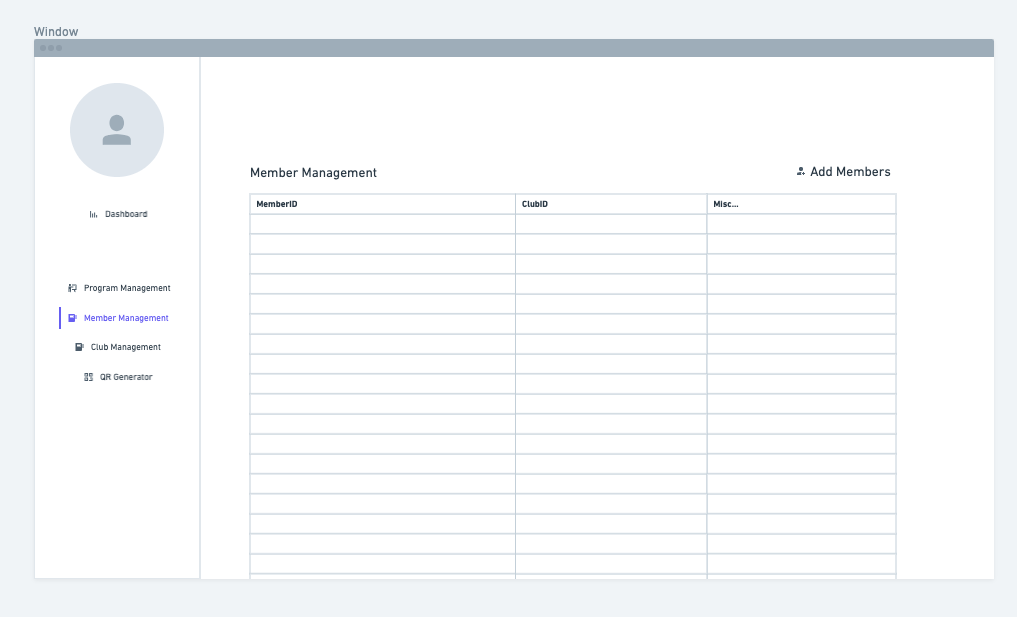 Window
Dashboard
Program Management
Member Management
Club Management
QR Generator
Member Management
Add Members
MemberID ClubID Misc...